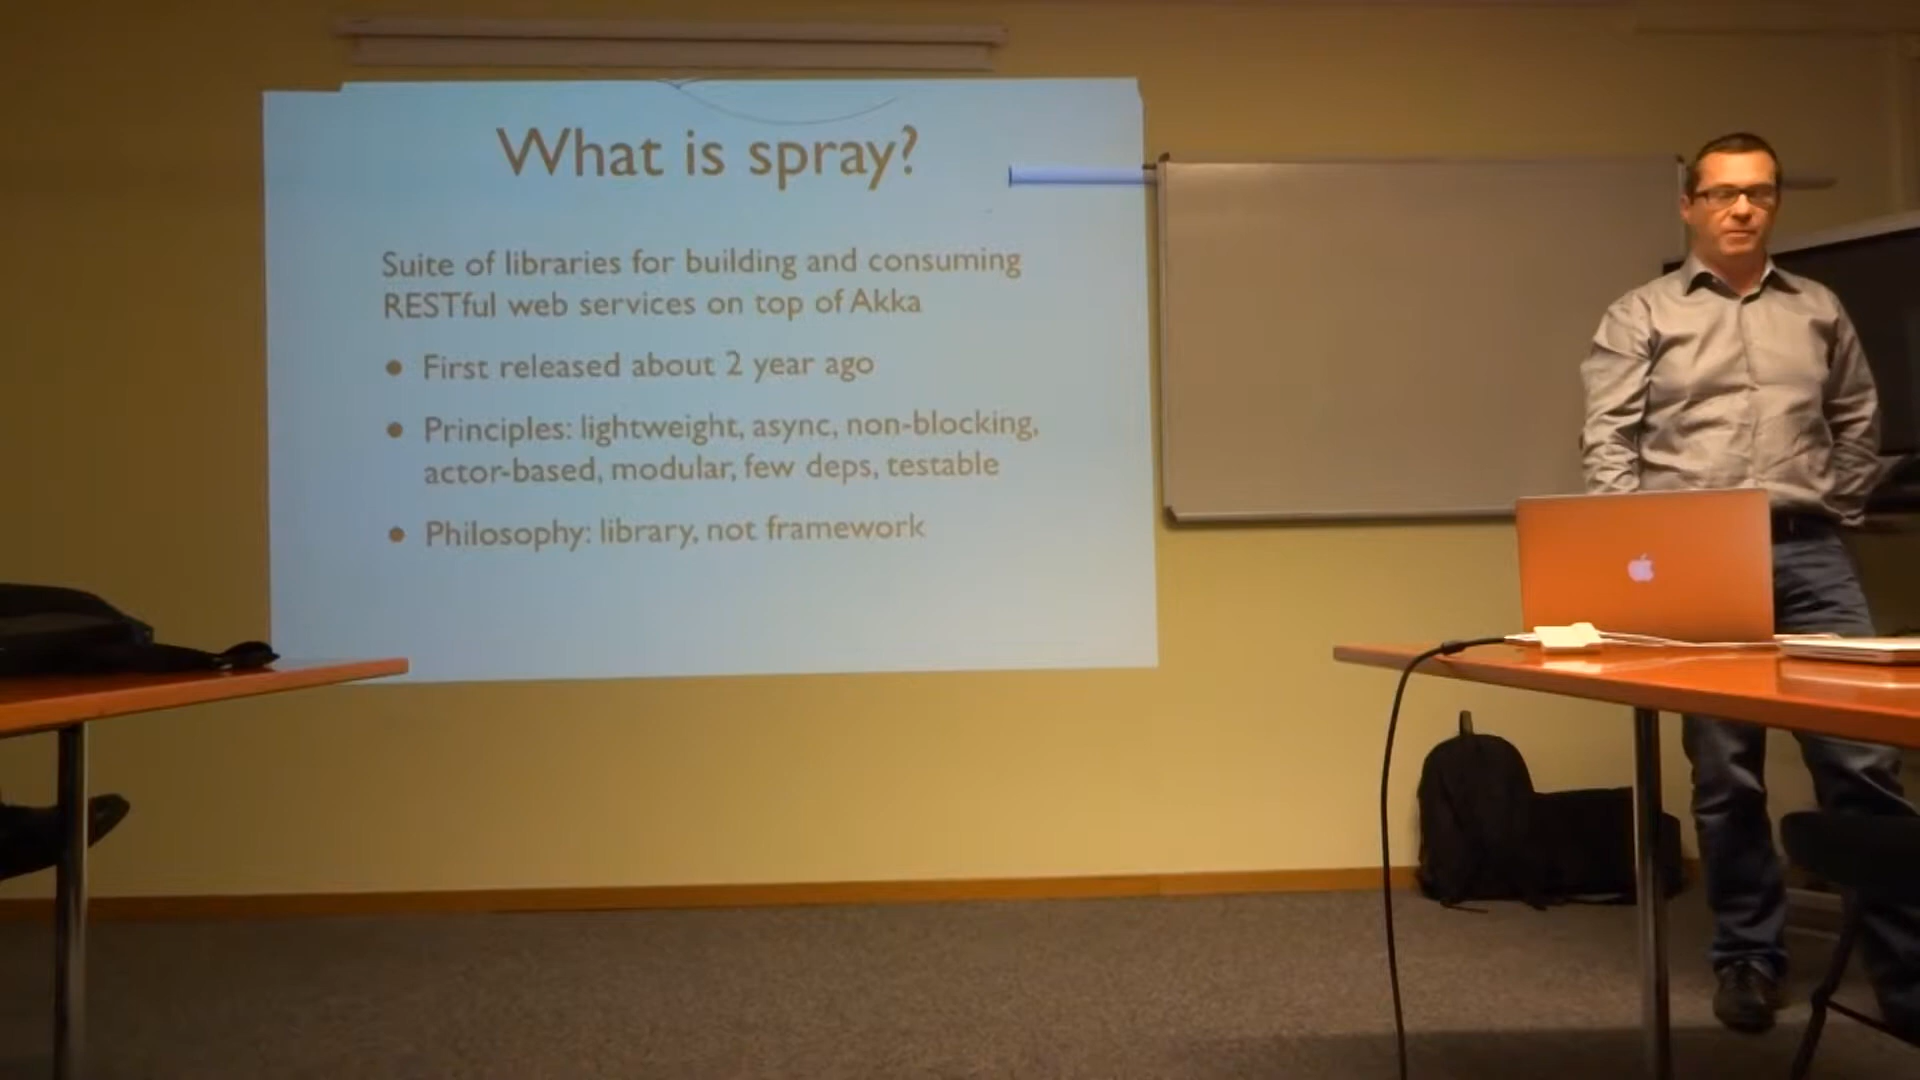 What is spray?
Suite of libraries for building and consuming
RESTful web services on top of Akka
● First released about 2 year ago
● Principles: lightweight, async, non-blocking,
actor-based, modular, few deps, testable
● Philosophy: library, not framework